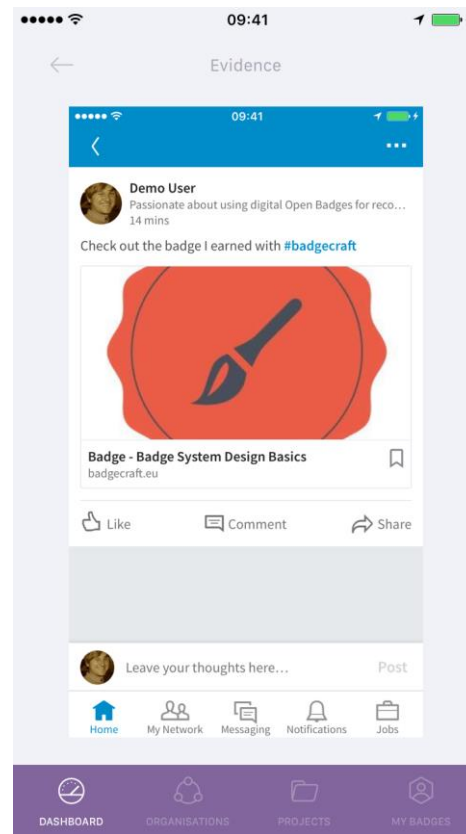 09:41
Evidence
09:41
Demo User
Passionate about using digital Open Badges for reco...
14 mins
Check out the badge I earned with #badgecraft
Badge - Badge System Design Basics
badgecraft.eu
Like Comment Share
Leave your thoughts here... Post
Home My Network Messaging Notifications Jobs
DASHBOARD ORGANISATIONS PROJECTS MY BADGES